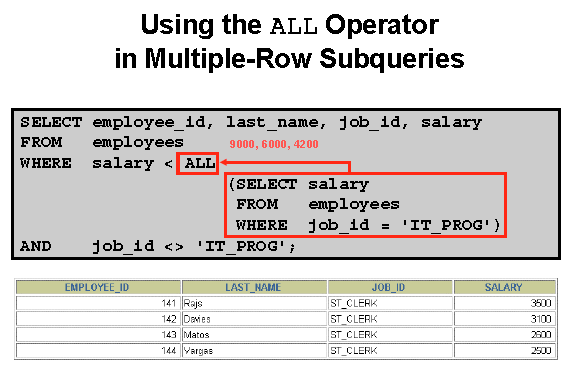 Using the ALL Operator
in Multiple-Row Subqueries
SELECT employee_id, last_name, job_id, salary
FROM employees
9000, 6000, 4200
WHERE salary < ALL
(SELECT salary
FROM employees
WHERE job_id = 'IT_PROG')
AND job_id <> 'IT_PROG';
EMPLOYEE_ID LAST_NAME JOB_ID SALARY
141 Rajs ST_CLERK 3500
142 Davies ST_CLERK 3100
143 Matos ST_CLERK 2600
144 Vargas ST_CLERK 2500